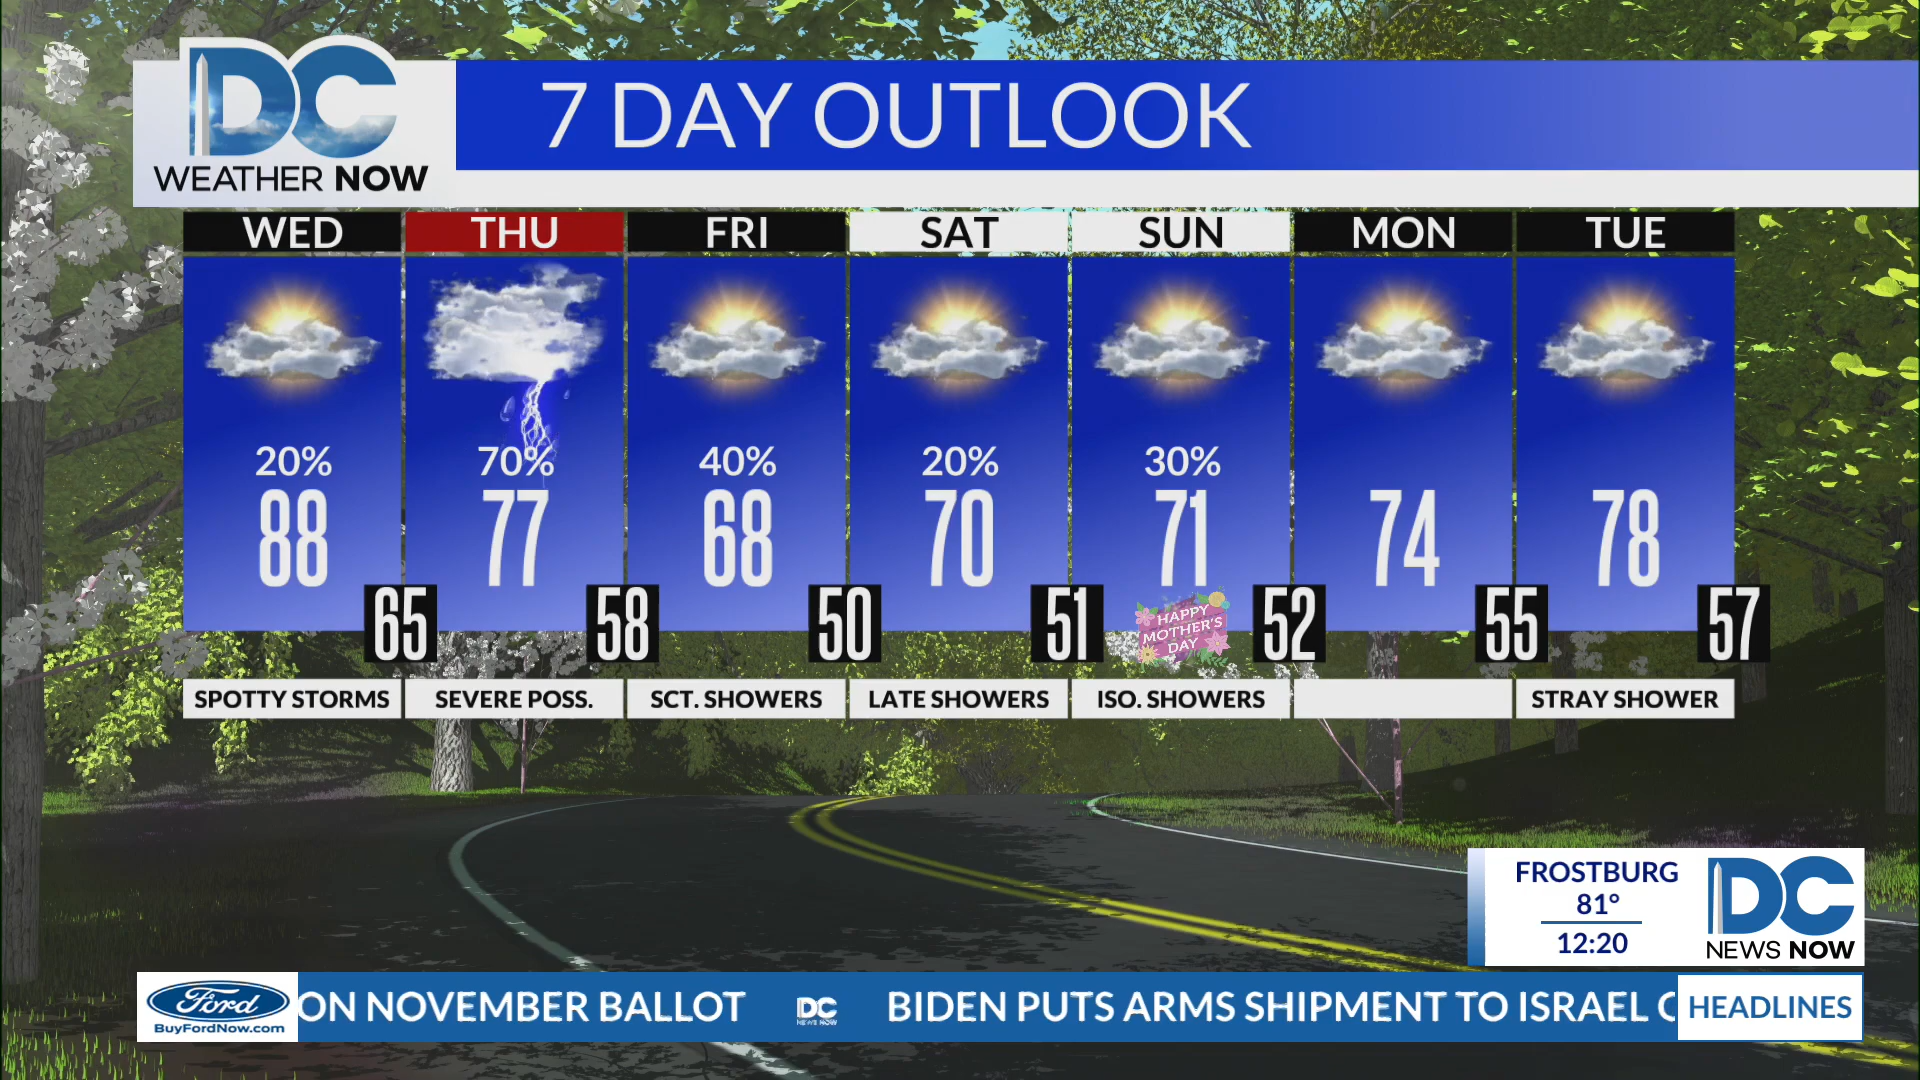 DC
WEATHER NOW
7 DAY OUTLOOK
WED THU FRI SAT SUN MON TUE
20% 70% 40% 20% 30%
88 77 68 70 71 74 78
65 58 50 51 52 55 57
HAPPY
MOTHER'S
DAY
SPOTTY STORMS SEVERE POSS. SCT. SHOWERS LATE SHOWERS ISO. SHOWERS STRAY SHOWER
FROSTBURG
81°
12:20
DC
NEWS NOW
Ford
BuyFordNow.com
ON NOVEMBER BALLOT DC NEWS NOW BIDEN PUTS ARMS SHIPMENT TO ISRAEL
HEADLINES